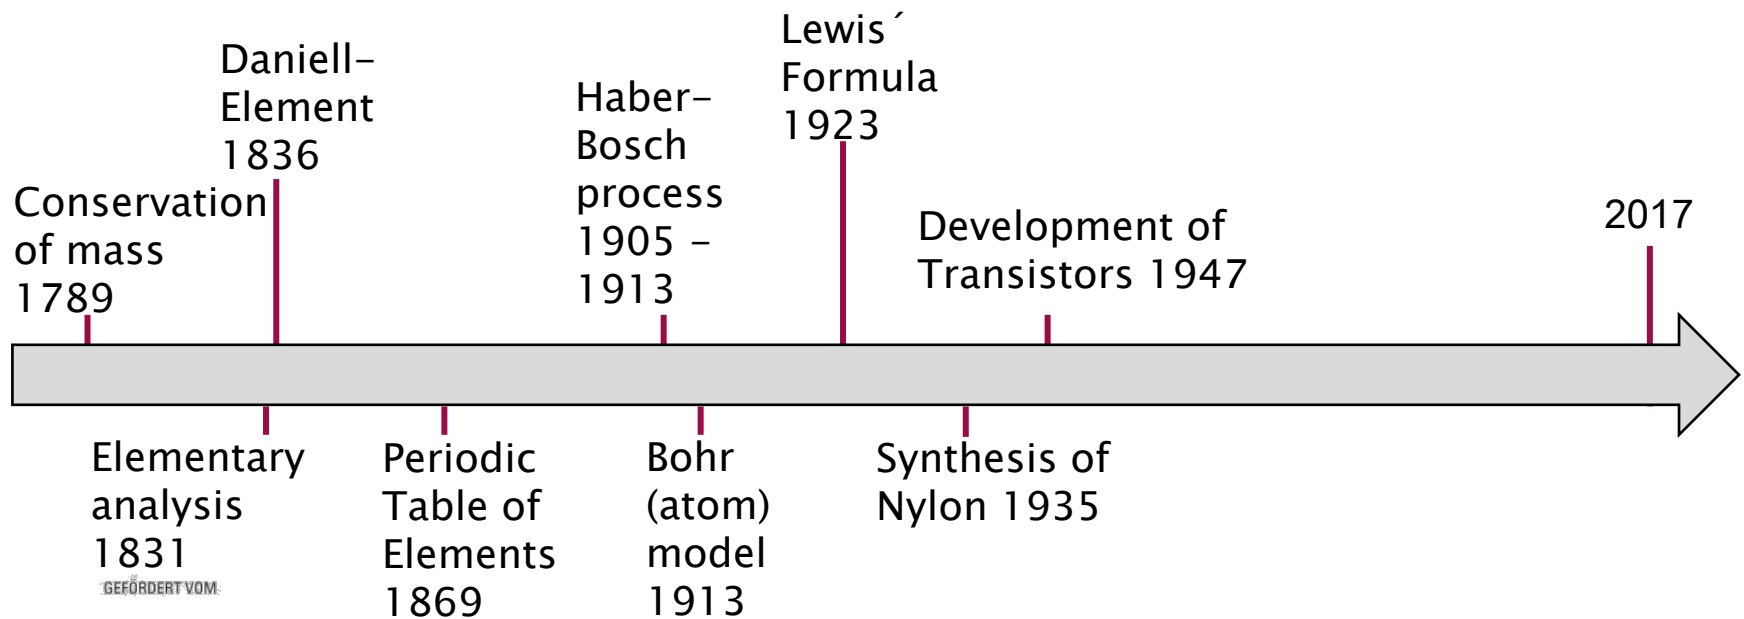 Conservation
of mass
1789
Daniell-
Element
1836
Haber-
Bosch
process
1905 –
1913
Lewis´
Formula
1923
Development of
Transistors 1947
2017
Elementary
analysis
1831
Periodic
Table of
Elements
1869
Bohr
(atom)
model
1913
Synthesis of
Nylon 1935
GEFÖRDERT VOM